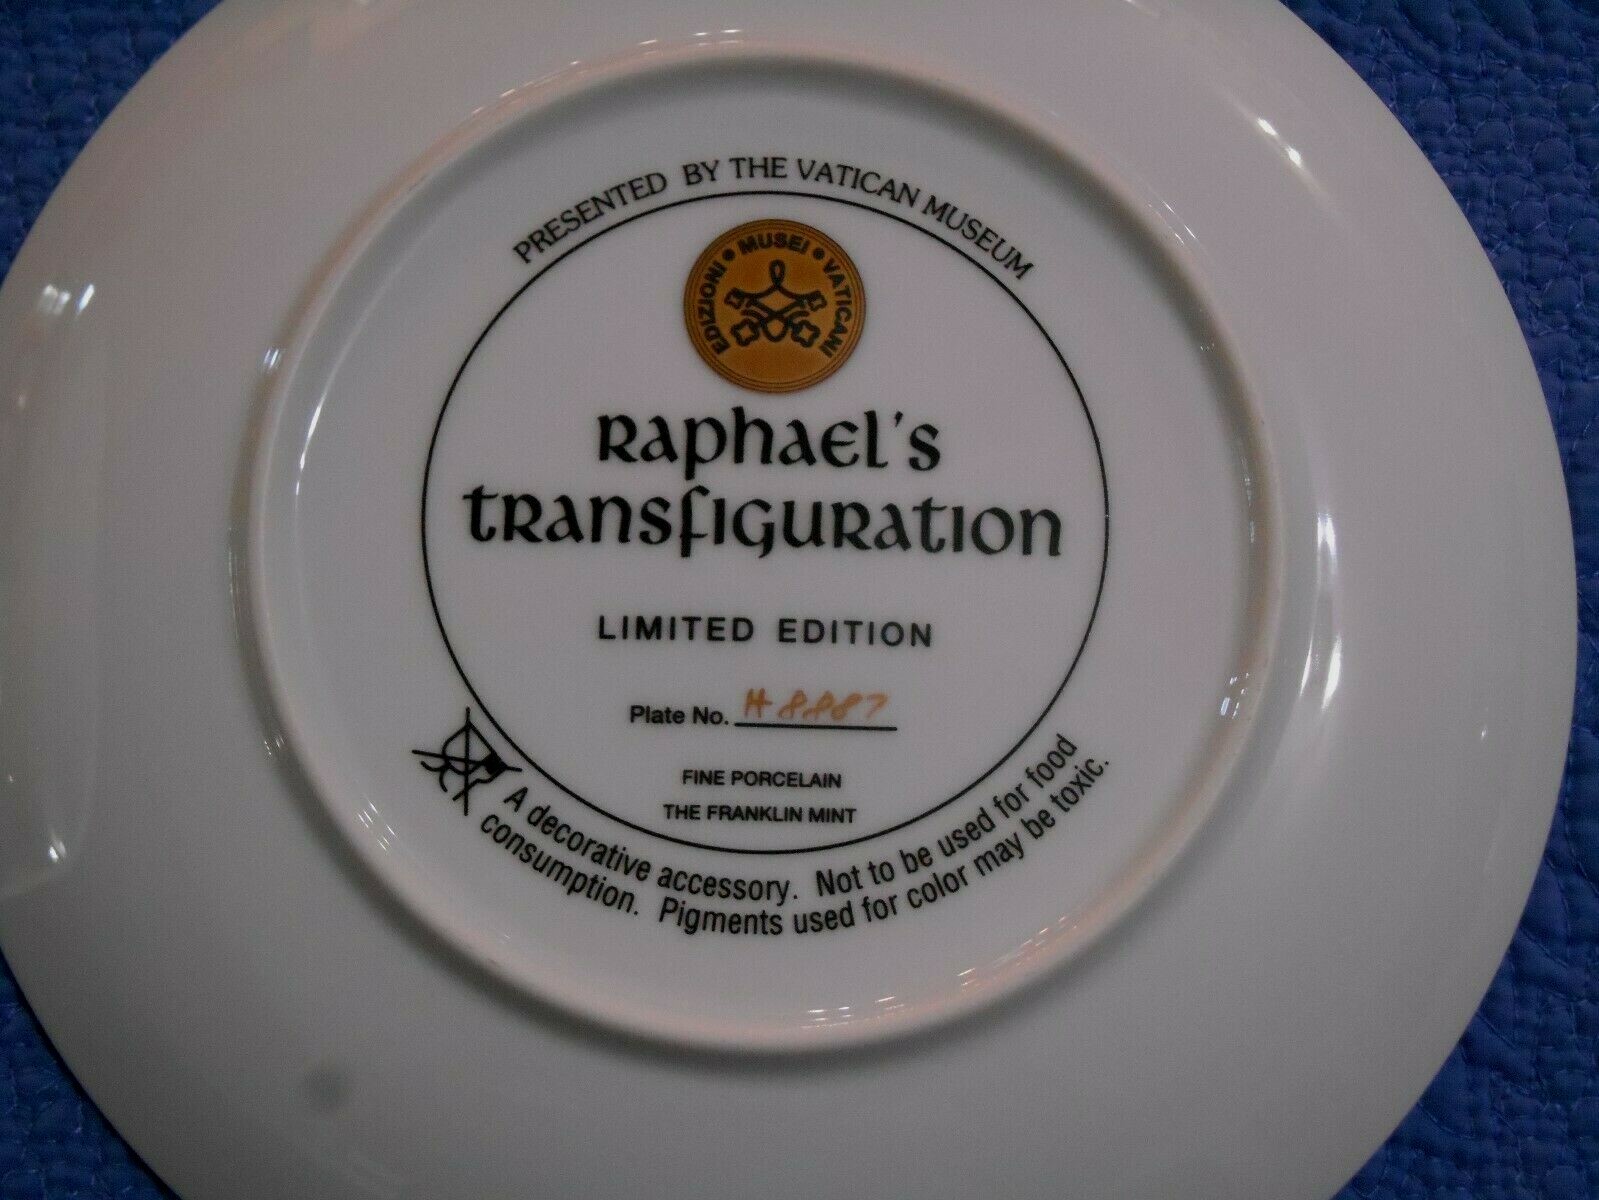 PRESENTED BY THE VATICAN MUSEUM
EDIZIONI • MUSEI • VATICANI
Raphael's
Transfiguration
LIMITED EDITION
Plate No. H8887
FINE PORCELAIN
THE FRANKLIN MINT
A decorative accessory. Not to be used for food
consumption. Pigments used for color may be toxic.